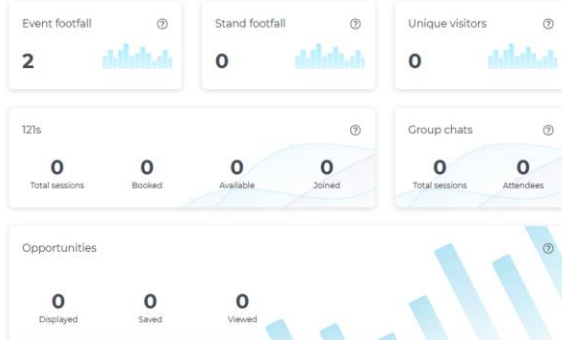 Event footfall
2
Stand footfall
0
Unique visitors
0
121s
0 0 0 0
Total sessions Booked Available Joined
Group chats
0 0
Total sessions Attendees
Opportunities
0 0 0
Displayed Saved Viewed